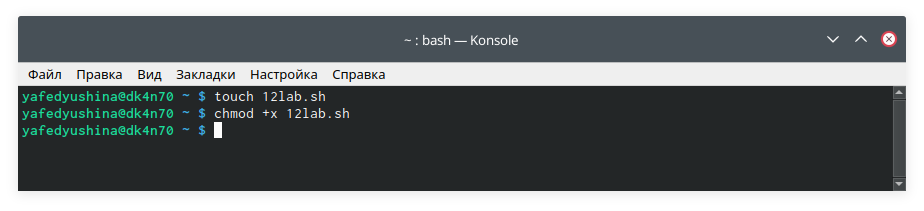 ~ : bash — Konsole
Файл Правка Вид Закладки Настройка Справка
yafedyushina@dk4n70 ~ $ touch 12lab.sh
yafedyushina@dk4n70 ~ $ chmod +x 12lab.sh
yafedyushina@dk4n70 ~ $